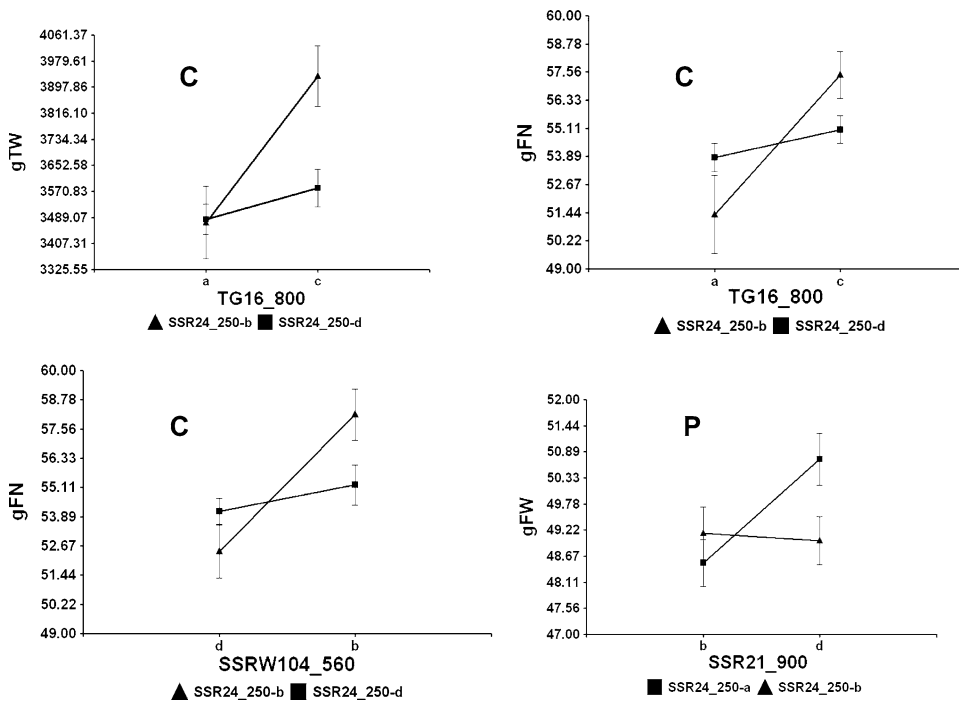 4061.37
3979.61
3897.86
3816.10
3734.34
3652.58
3570.83
3489.07
3407.31
3325.55
gTW
C
a c
TG16_800
SSR24_250-b SSR24_250-d
60.00
58.78
57.56
56.33
55.11
53.89
52.67
51.44
50.22
49.00
gFN
C
a c
TG16_800
SSR24_250-b SSR24_250-d
60.00
58.78
57.56
56.33
55.11
53.89
52.67
51.44
50.22
49.00
gFN
C
d b
SSRW104_560
SSR24_250-b SSR24_250-d
52.00
51.44
50.89
50.33
49.78
49.22
48.67
48.11
47.56
47.00
gFW
P
b d
SSR21_900
SSR24_250-a SSR24_250-b